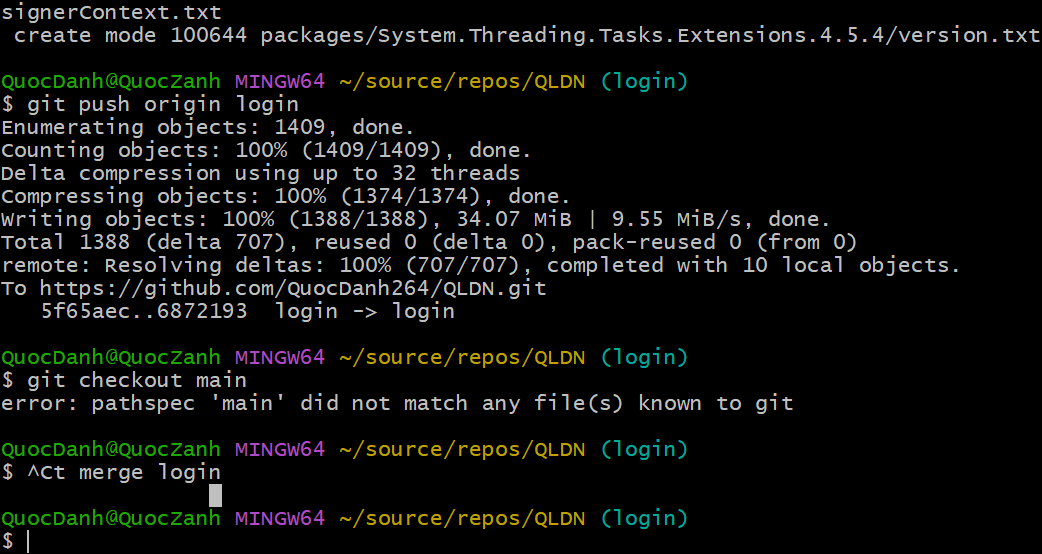 signerContext.txt
 create mode 100644 packages/System.Threading.Tasks.Extensions.4.5.4/version.txt
QuocDanh@QuocZanh MINGW64 ~/source/repos/QLDN (login)
$ git push origin login
Enumerating objects: 1409, done.
Counting objects: 100% (1409/1409), done.
Delta compression using up to 32 threads
Compressing objects: 100% (1374/1374), done.
Writing objects: 100% (1388/1388), 34.07 MiB | 9.55 MiB/s, done.
Total 1388 (delta 707), reused 0 (delta 0), pack-reused 0 (from 0)
remote: Resolving deltas: 100% (707/707), completed with 10 local objects.
To https://github.com/QuocDanh264/QLDN.git
   5f65aec..6872193  login -> login
QuocDanh@QuocZanh MINGW64 ~/source/repos/QLDN (login)
$ git checkout main
error: pathspec 'main' did not match any file(s) known to git
QuocDanh@QuocZanh MINGW64 ~/source/repos/QLDN (login)
$ ^Ct merge login
QuocDanh@QuocZanh MINGW64 ~/source/repos/QLDN (login)
$